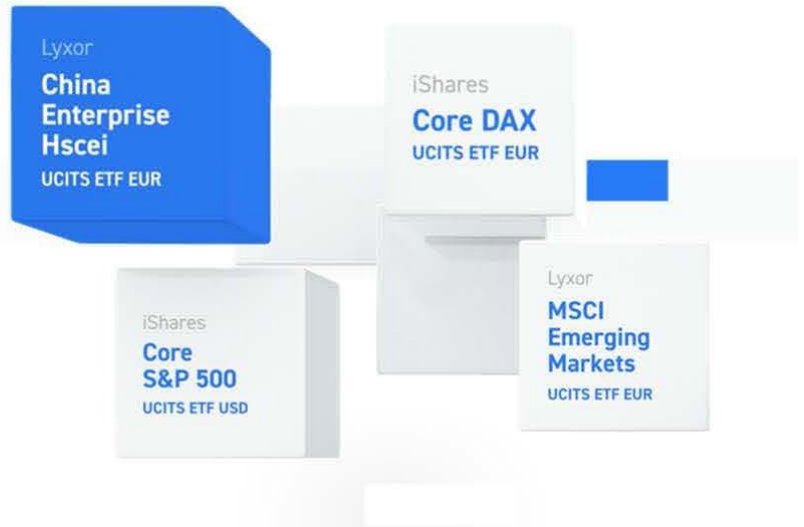 Lyxor
China
Enterprise
Hscei
UCITS ETF EUR
iShares
Core DAX
UCITS ETF EUR
iShares
Core
S&P 500
UCITS ETF USD
Lyxor
MSCI
Emerging
Markets
UCITS ETF EUR